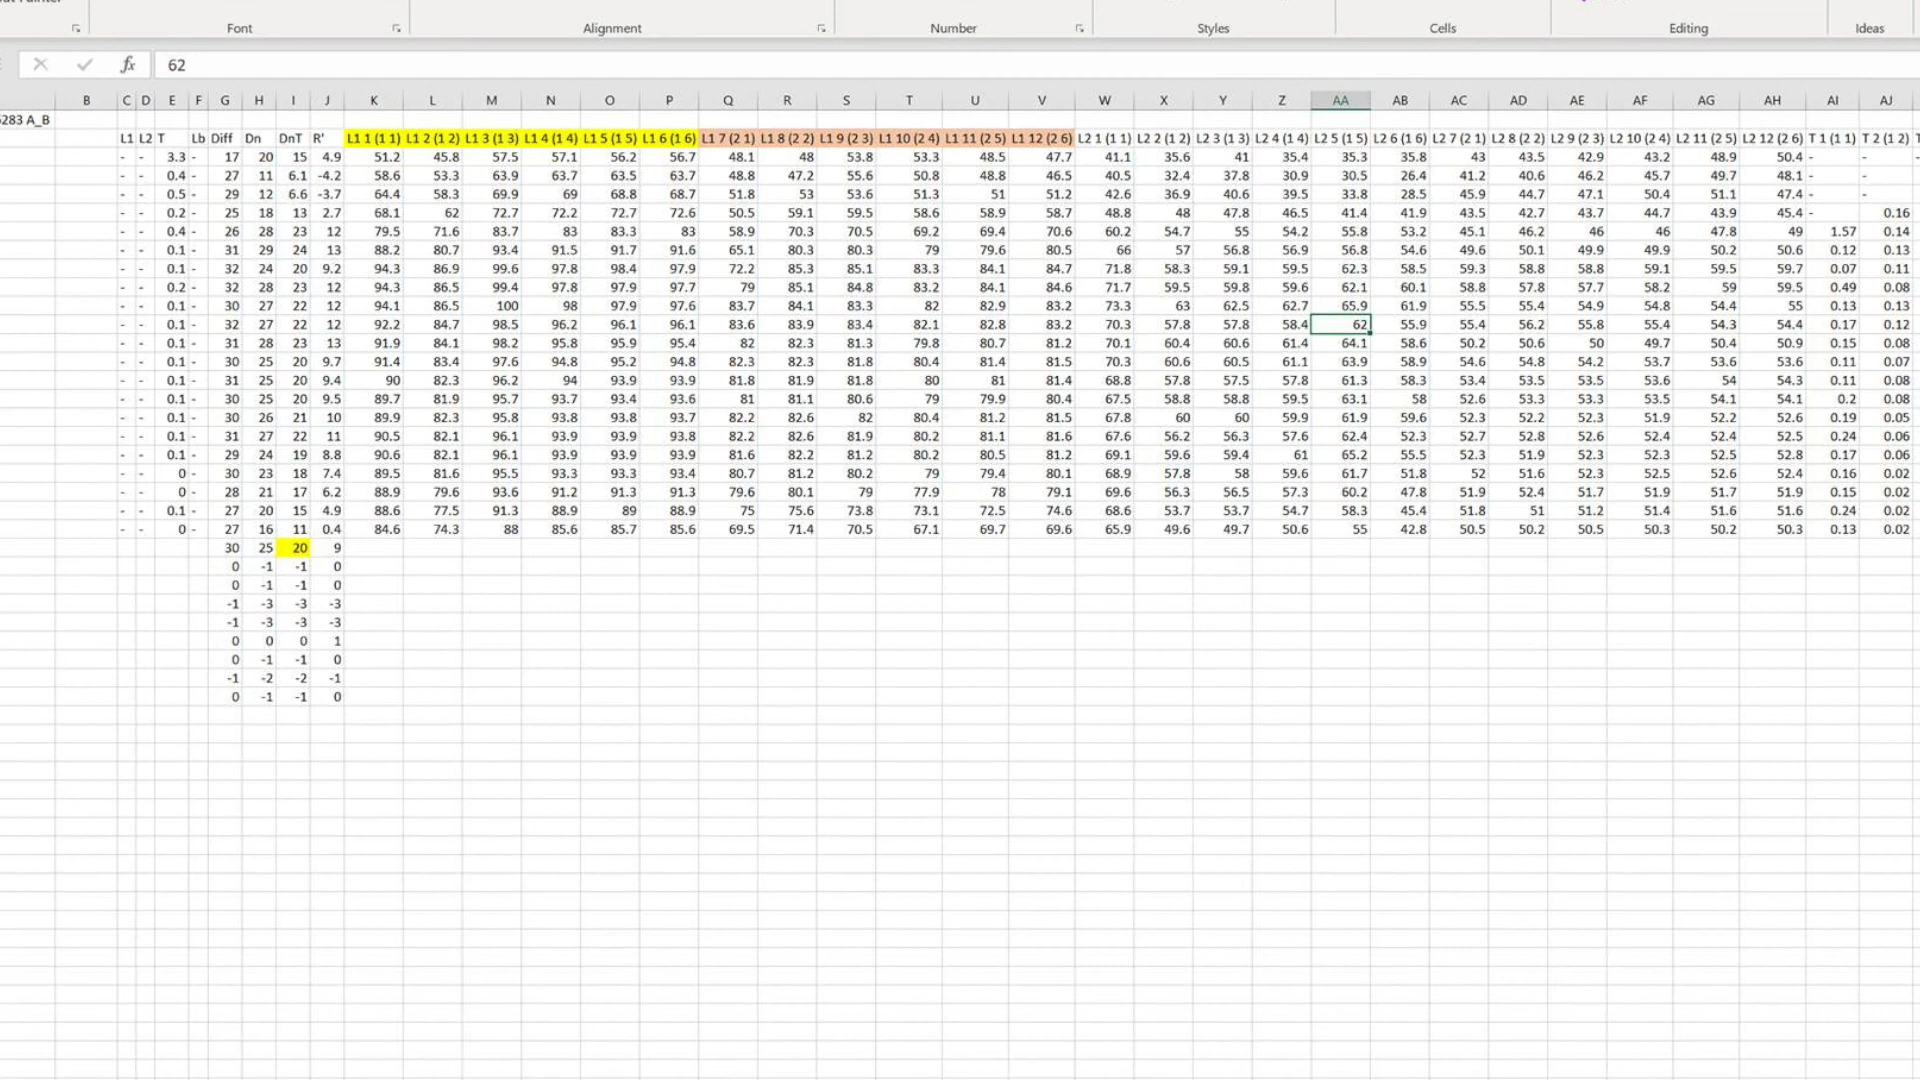 Font Alignment Number Styles Cells Editing Ideas
fx 62
B C D E F G H I J K L M N O P Q R S T U V W X Y Z AA AB AC AD AE AF AG AH AI AJ
283 A_B
L1 L2 T Lb Diff Dn DnT R' L1 1 (1 1) L1 2 (1 2) L1 3 (1 3) L1 4 (1 4) L1 5 (1 5) L1 6 (1 6) L1 7 (2 1) L1 8 (2 2) L1 9 (2 3) L1 10 (2 4) L1 11 (2 5) L1 12 (2 6) L2 1 (1 1) L2 2 (1 2) L2 3 (1 3) L2 4 (1 4) L2 5 (1 5) L2 6 (1 6) L2 7 (2 1) L2 8 (2 2) L2 9 (2 3) L2 10 (2 4) L2 11 (2 5) L2 12 (2 6) T 1 (1 1) T 2 (1 2)
- - 3.3 - 17 20 15 4.9 51.2 45.8 57.5 57.1 56.2 56.7 48.1 48 53.8 53.3 48.5 47.7 41.1 35.6 41 35.4 35.3 35.8 43 43.5 42.9 43.2 48.9 50.4 - -
- - 0.4 - 27 11 6.1 -4.2 58.6 53.3 63.9 63.7 63.5 63.7 48.8 47.2 55.6 50.8 48.8 46.5 40.5 32.4 37.8 30.9 30.5 26.4 41.2 40.6 46.2 45.7 49.7 48.1 - -
- - 0.5 - 29 12 6.6 -3.7 64.4 58.3 69.9 69 68.8 68.7 51.8 53 53.6 51.3 51 51.2 42.6 36.9 40.6 39.5 33.8 28.5 45.9 44.7 47.1 50.4 51.1 47.4 - -
- - 0.2 - 25 18 13 2.7 68.1 62 72.7 72.2 72.7 72.6 50.5 59.1 59.5 58.6 58.9 58.7 48.8 48 47.8 46.5 41.4 41.9 43.5 42.7 43.7 44.7 43.9 45.4 - 0.16
- - 0.4 - 26 28 23 12 79.5 71.6 83.7 83 83.3 83 58.9 70.3 70.5 69.2 69.4 70.6 60.2 54.7 55 54.2 55.8 53.2 45.1 46.2 46 46 47.8 49 1.57 0.14
- - 0.1 - 31 29 24 13 88.2 80.7 93.4 91.5 91.7 91.6 65.1 80.3 80.3 79 79.6 80.5 66 57 56.8 56.9 56.8 54.6 49.6 50.1 49.9 49.9 50.2 50.6 0.12 0.13
- - 0.1 - 32 24 20 9.2 94.3 86.9 99.6 97.8 98.4 97.9 72.2 85.3 85.1 83.3 84.1 84.7 71.8 58.3 59.1 59.5 62.3 58.5 59.3 58.8 58.8 59.1 59.5 59.7 0.07 0.11
- - 0.2 - 32 28 23 12 94.3 86.5 99.4 97.8 97.9 97.7 79 85.1 84.8 83.2 84.1 84.6 71.7 59.5 59.8 59.6 62.1 60.1 58.8 57.8 57.7 58.2 59 59.5 0.49 0.08
- - 0.1 - 30 27 22 12 94.1 86.5 100 98 97.9 97.6 83.7 84.1 83.3 82 82.9 83.2 73.3 63 62.5 62.7 65.9 61.9 55.5 55.4 54.9 54.8 54.4 55 0.13 0.13
- - 0.1 - 32 27 22 12 92.2 84.7 98.5 96.2 96.1 96.1 83.6 83.9 83.4 82.1 82.8 83.2 70.3 57.8 57.8 58.4 62 55.9 55.4 56.2 55.8 55.4 54.3 54.4 0.17 0.12
- - 0.1 - 31 28 23 13 91.9 84.1 98.2 95.8 95.9 95.4 82 82.3 81.3 79.8 80.7 81.2 70.1 60.4 60.6 61.4 64.1 58.6 50.2 50.6 50 49.7 50.4 50.9 0.15 0.08
- - 0.1 - 30 25 20 9.7 91.4 83.4 97.6 94.8 95.2 94.8 82.3 82.3 81.8 80.4 81.4 81.5 70.3 60.6 60.5 61.1 63.9 58.9 54.6 54.8 54.2 53.7 53.6 53.6 0.11 0.07
- - 0.1 - 31 25 20 9.4 90 82.3 96.2 94 93.9 93.9 81.8 81.9 81.8 80 81 81.4 68.8 57.8 57.5 57.8 61.3 58.3 53.4 53.5 53.5 53.6 54 54.3 0.11 0.08
- - 0.1 - 30 25 20 9.5 89.7 81.9 95.7 93.7 93.4 93.6 81 81.1 80.6 79 79.9 80.4 67.5 58.8 58.8 59.5 63.1 58 52.6 53.3 53.3 53.5 54.1 54.1 0.2 0.08
- - 0.1 - 30 26 21 10 89.9 82.3 95.8 93.8 93.8 93.7 82.2 82.6 82 80.4 81.2 81.5 67.8 60 60 59.9 61.9 59.6 52.3 52.2 52.3 51.9 52.2 52.6 0.19 0.05
- - 0.1 - 31 27 22 11 90.5 82.1 96.1 93.9 93.9 93.8 82.2 82.6 81.9 80.2 81.1 81.6 67.6 56.2 56.3 57.6 62.4 52.3 52.7 52.8 52.6 52.4 52.4 52.5 0.24 0.06
- - 0.1 - 29 24 19 8.8 90.6 82.1 96.1 93.9 93.9 93.9 81.6 82.2 81.2 80.2 80.5 81.2 69.1 59.6 59.4 61 65.2 55.5 52.3 51.9 52.3 52.3 52.5 52.8 0.17 0.06
- - 0 - 30 23 18 7.4 89.5 81.6 95.5 93.3 93.3 93.4 80.7 81.2 80.2 79 79.4 80.1 68.9 57.8 58 59.6 61.7 51.8 52 51.6 52.3 52.5 52.6 52.4 0.16 0.02
- - 0 - 28 21 17 6.2 88.9 79.6 93.6 91.2 91.3 91.3 79.6 80.1 79 77.9 78 79.1 69.6 56.3 56.5 57.3 60.2 47.8 51.9 52.4 51.7 51.9 51.7 51.9 0.15 0.02
- - 0.1 - 27 20 15 4.9 88.6 77.5 91.3 88.9 89 88.9 75 75.6 73.8 73.1 72.5 74.6 68.6 53.7 53.7 54.7 58.3 45.4 51.8 51 51.2 51.4 51.6 51.6 0.24 0.02
- - 0 - 27 16 11 0.4 84.6 74.3 88 85.6 85.7 85.6 69.5 71.4 70.5 67.1 69.7 69.6 65.9 49.6 49.7 50.6 55 42.8 50.5 50.2 50.5 50.3 50.2 50.3 0.13 0.02
30 25 20 9
0 -1 -1 0
0 -1 -1 0
-1 -3 -3 -3
-1 -3 -3 -3
0 0 0 1
0 -1 -1 0
-1 -2 -2 -1
0 -1 -1 0